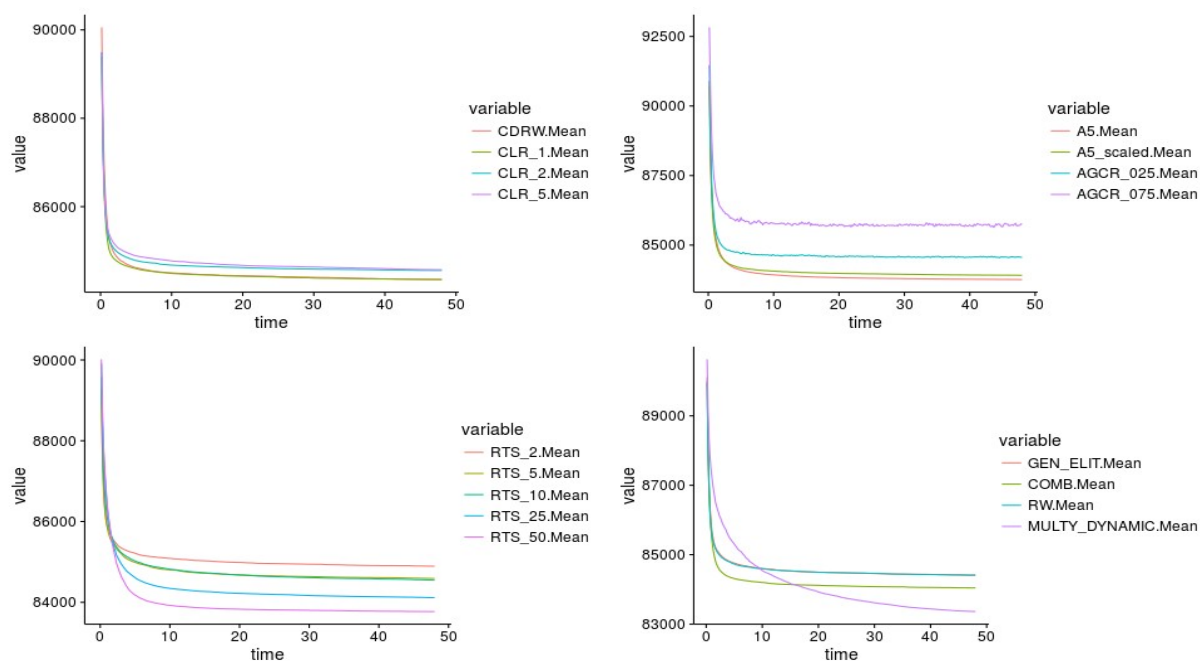 90000
88000
86000
value
0 10 20 30 40 50
time
variable
CDRW.Mean
CLR_1.Mean
CLR_2.Mean
CLR_5.Mean
92500
90000
87500
85000
value
0 10 20 30 40 50
time
variable
A5.Mean
A5_scaled.Mean
AGCR_025.Mean
AGCR_075.Mean
90000
88000
86000
84000
value
0 10 20 30 40 50
time
variable
RTS_2.Mean
RTS_5.Mean
RTS_10.Mean
RTS_25.Mean
RTS_50.Mean
89000
87000
85000
83000
value
0 10 20 30 40 50
time
variable
GEN_ELIT.Mean
COMB.Mean
RW.Mean
MULTY_DYNAMIC.Mean